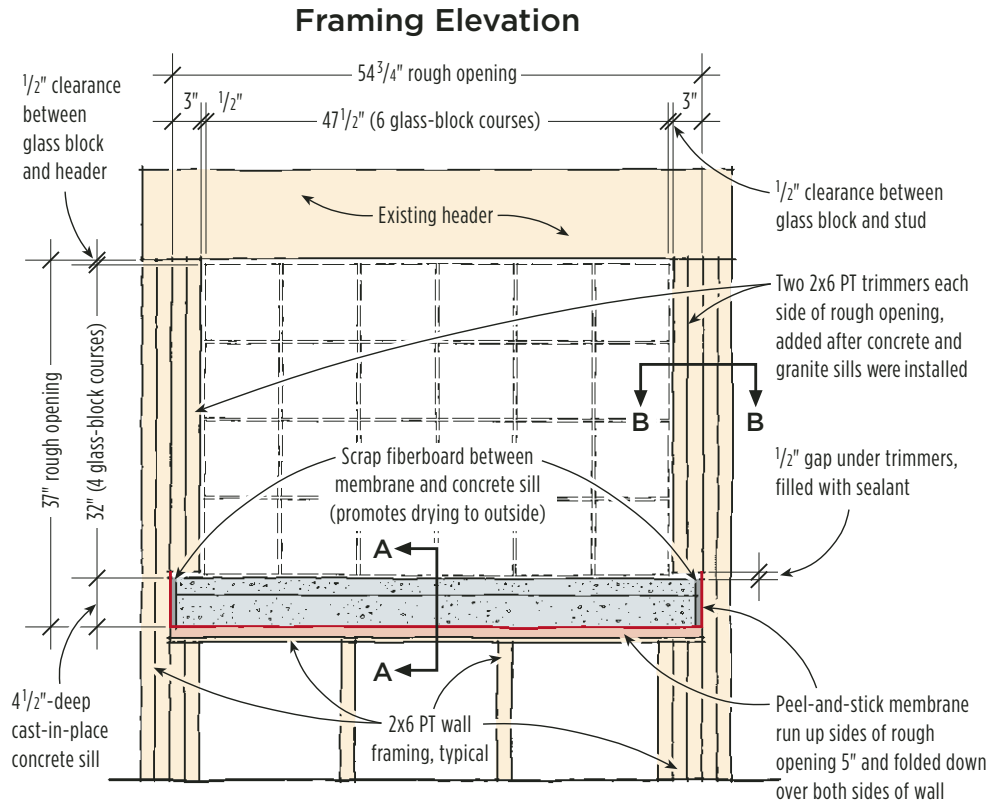 Framing Elevation
54 3/4" rough opening
3"
1/2"
47 1/2" (6 glass-block courses)
3"
1/2" clearance
between
glass block
and header
1/2" clearance between
glass block and stud
Existing header
Two 2x6 PT trimmers each
side of rough opening,
added after concrete and
granite sills were installed
37" rough opening
32" (4 glass-block courses)
B
B
Scrap fiberboard between
membrane and concrete sill
(promotes drying to outside)
1/2" gap under trimmers,
filled with sealant
A
A
4 1/2"-deep
cast-in-place
concrete sill
2x6 PT wall
framing, typical
Peel-and-stick membrane
run up sides of rough
opening 5" and folded down
over both sides of wall